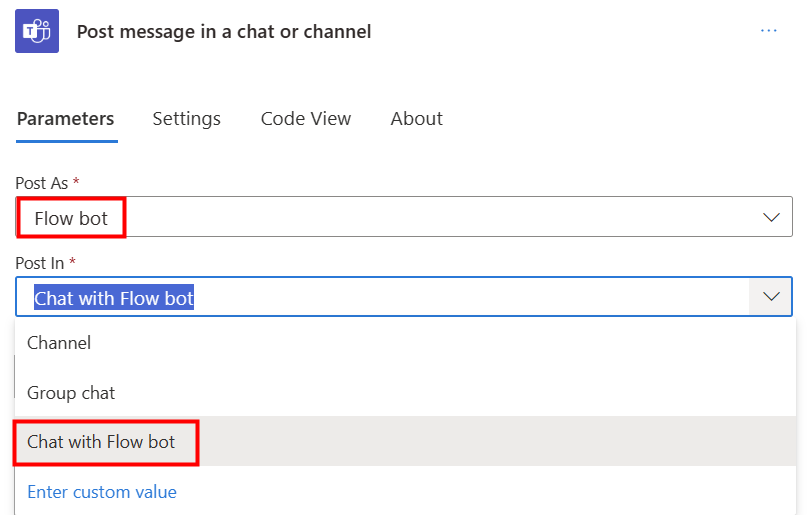 Post message in a chat or channel
Parameters Settings Code View About
Post As *
Flow bot
Post In *
Chat with Flow bot
Channel
Group chat
Chat with Flow bot
Enter custom value